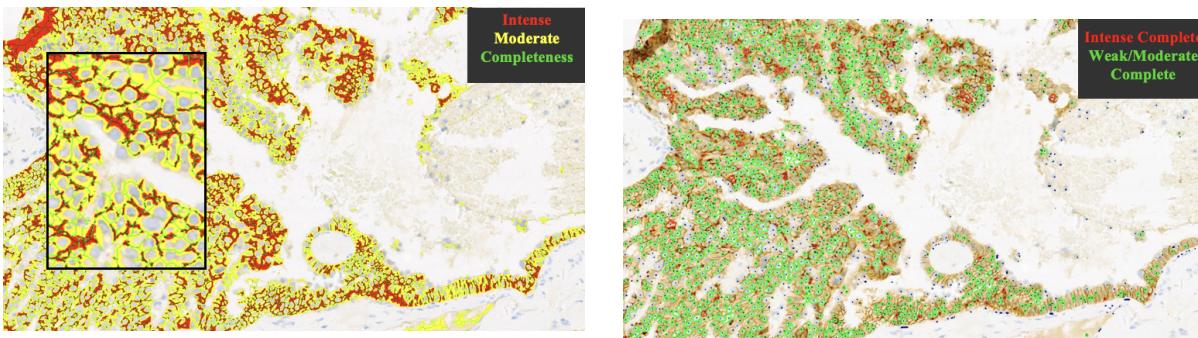 Intense
Moderate
Completeness
Intense Complete
Weak/Moderate
Complete